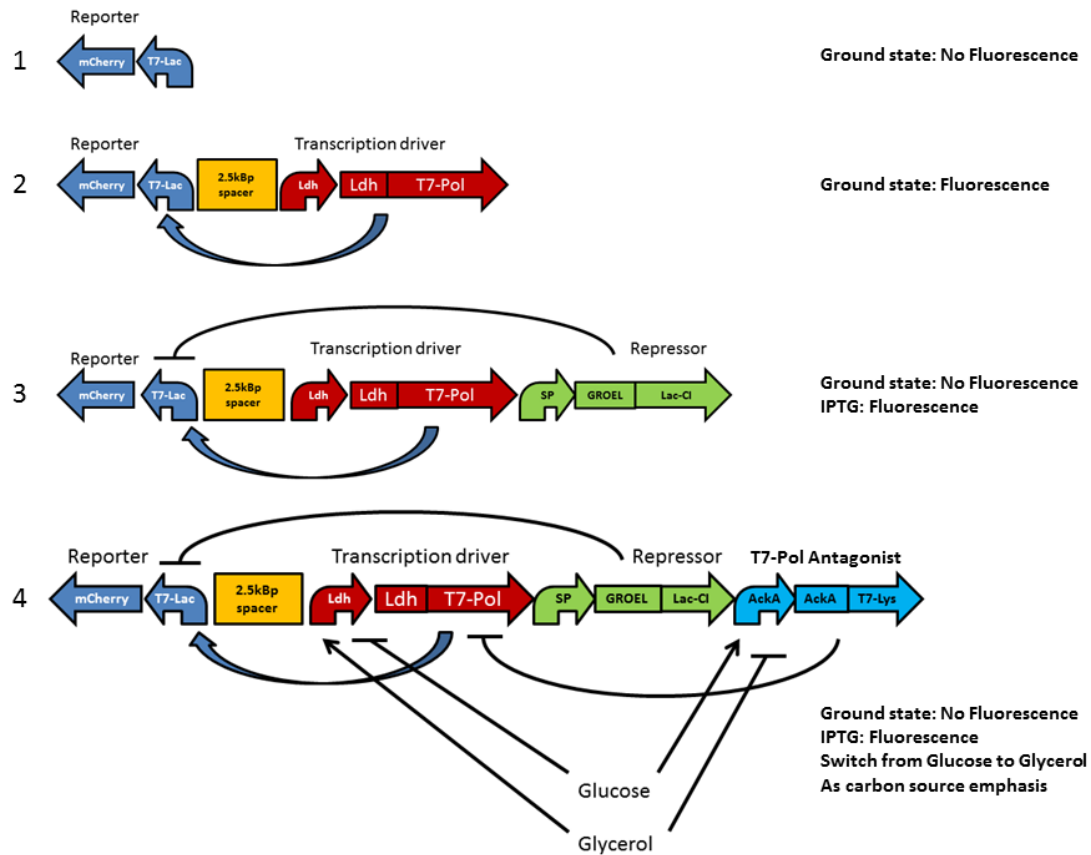 Reporter
1
mCherry
T7-Lac
Ground state: No Fluorescence
Reporter
Transcription driver
2
mCherry
T7-Lac
2.5kBp
spacer
Ldh
Ldh
T7-Pol
Ground state: Fluorescence
Reporter
Transcription driver
Repressor
3
mCherry
T7-Lac
2.5kBp
spacer
Ldh
Ldh
T7-Pol
SP
GROEL
Lac-CI
Ground state: No Fluorescence
IPTG: Fluorescence
Reporter
Transcription driver
Repressor
T7-Pol Antagonist
4
mCherry
T7-Lac
2.5kBp
spacer
Ldh
Ldh
T7-Pol
SP
GROEL
Lac-CI
AckA
AckA
T7-Lys
Ground state: No Fluorescence
IPTG: Fluorescence
Switch from Glucose to Glycerol
As carbon source emphasis
Glucose
Glycerol